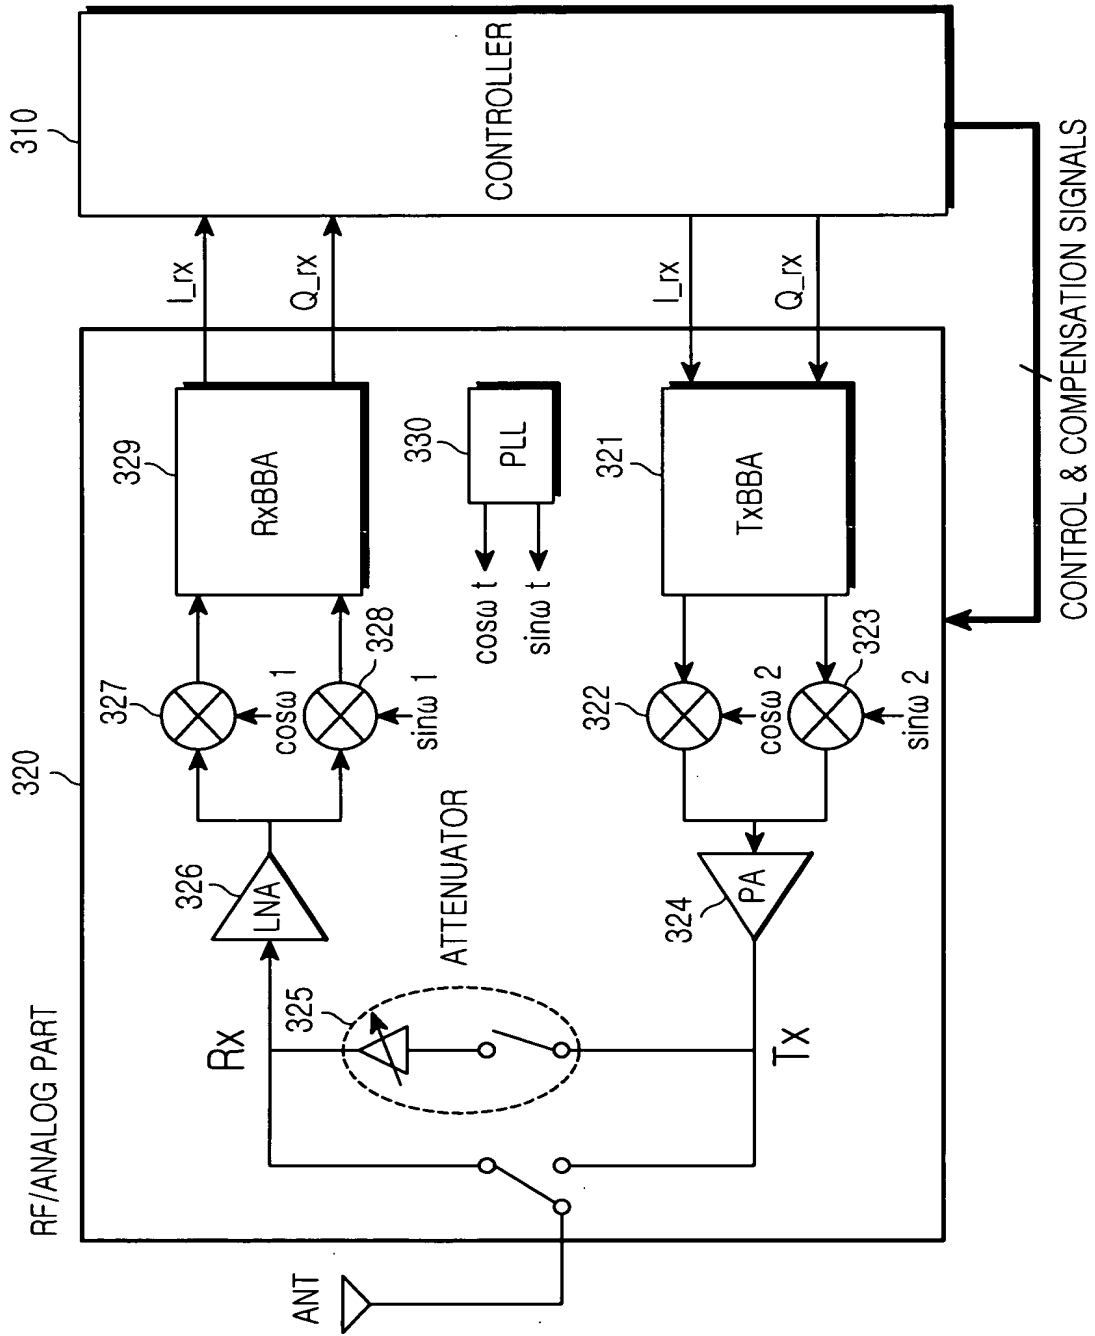 RF/ANALOG PART
320
310
ANT
Rx
325
ATTENUATOR
Tx
326
LNA
324
PA
327
cosω 1
328
sinω 1
322
cosω 2
323
sinω 2
329
RxBBA
330
PLL
cosω t
sinω t
321
TxBBA
I_rx
Q_rx
I_rx
Q_rx
CONTROLLER
CONTROL & COMPENSATION SIGNALS